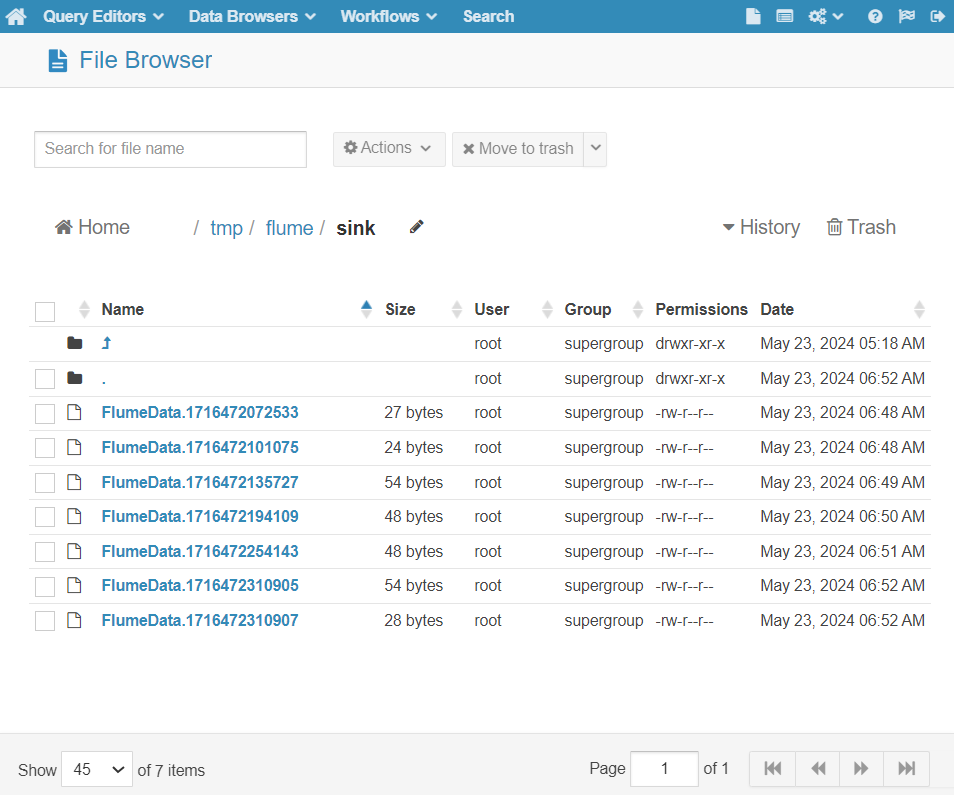 Query Editors Data Browsers Workflows Search
File Browser
Search for file name Actions Move to trash
Home / tmp / flume / sink History Trash
Name Size User Group Permissions Date
root supergroup drwxr-xr-x May 23, 2024 05:18 AM
. root supergroup drwxr-xr-x May 23, 2024 06:52 AM
FlumeData.1716472072533 27 bytes root supergroup -rw-r--r-- May 23, 2024 06:48 AM
FlumeData.1716472101075 24 bytes root supergroup -rw-r--r-- May 23, 2024 06:48 AM
FlumeData.1716472135727 54 bytes root supergroup -rw-r--r-- May 23, 2024 06:49 AM
FlumeData.1716472194109 48 bytes root supergroup -rw-r--r-- May 23, 2024 06:50 AM
FlumeData.1716472254143 48 bytes root supergroup -rw-r--r-- May 23, 2024 06:51 AM
FlumeData.1716472310905 54 bytes root supergroup -rw-r--r-- May 23, 2024 06:52 AM
FlumeData.1716472310907 28 bytes root supergroup -rw-r--r-- May 23, 2024 06:52 AM
Show 45 of 7 items Page 1 of 1